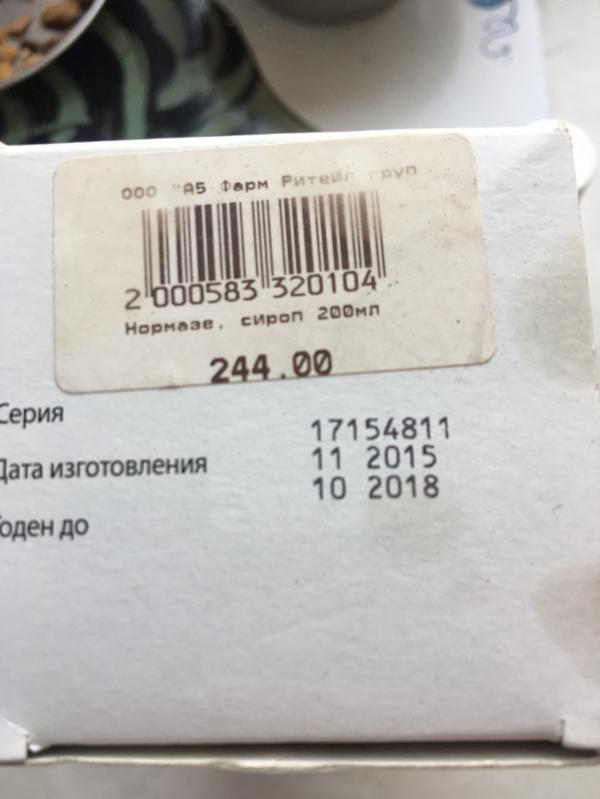 ООО "А5 Фарм Ритейл груп
2 000583 320104
Нормазе, сироп 200мл
244.00
Серия
17154811
Дата изготовления
11 2015
10 2018
Годен до